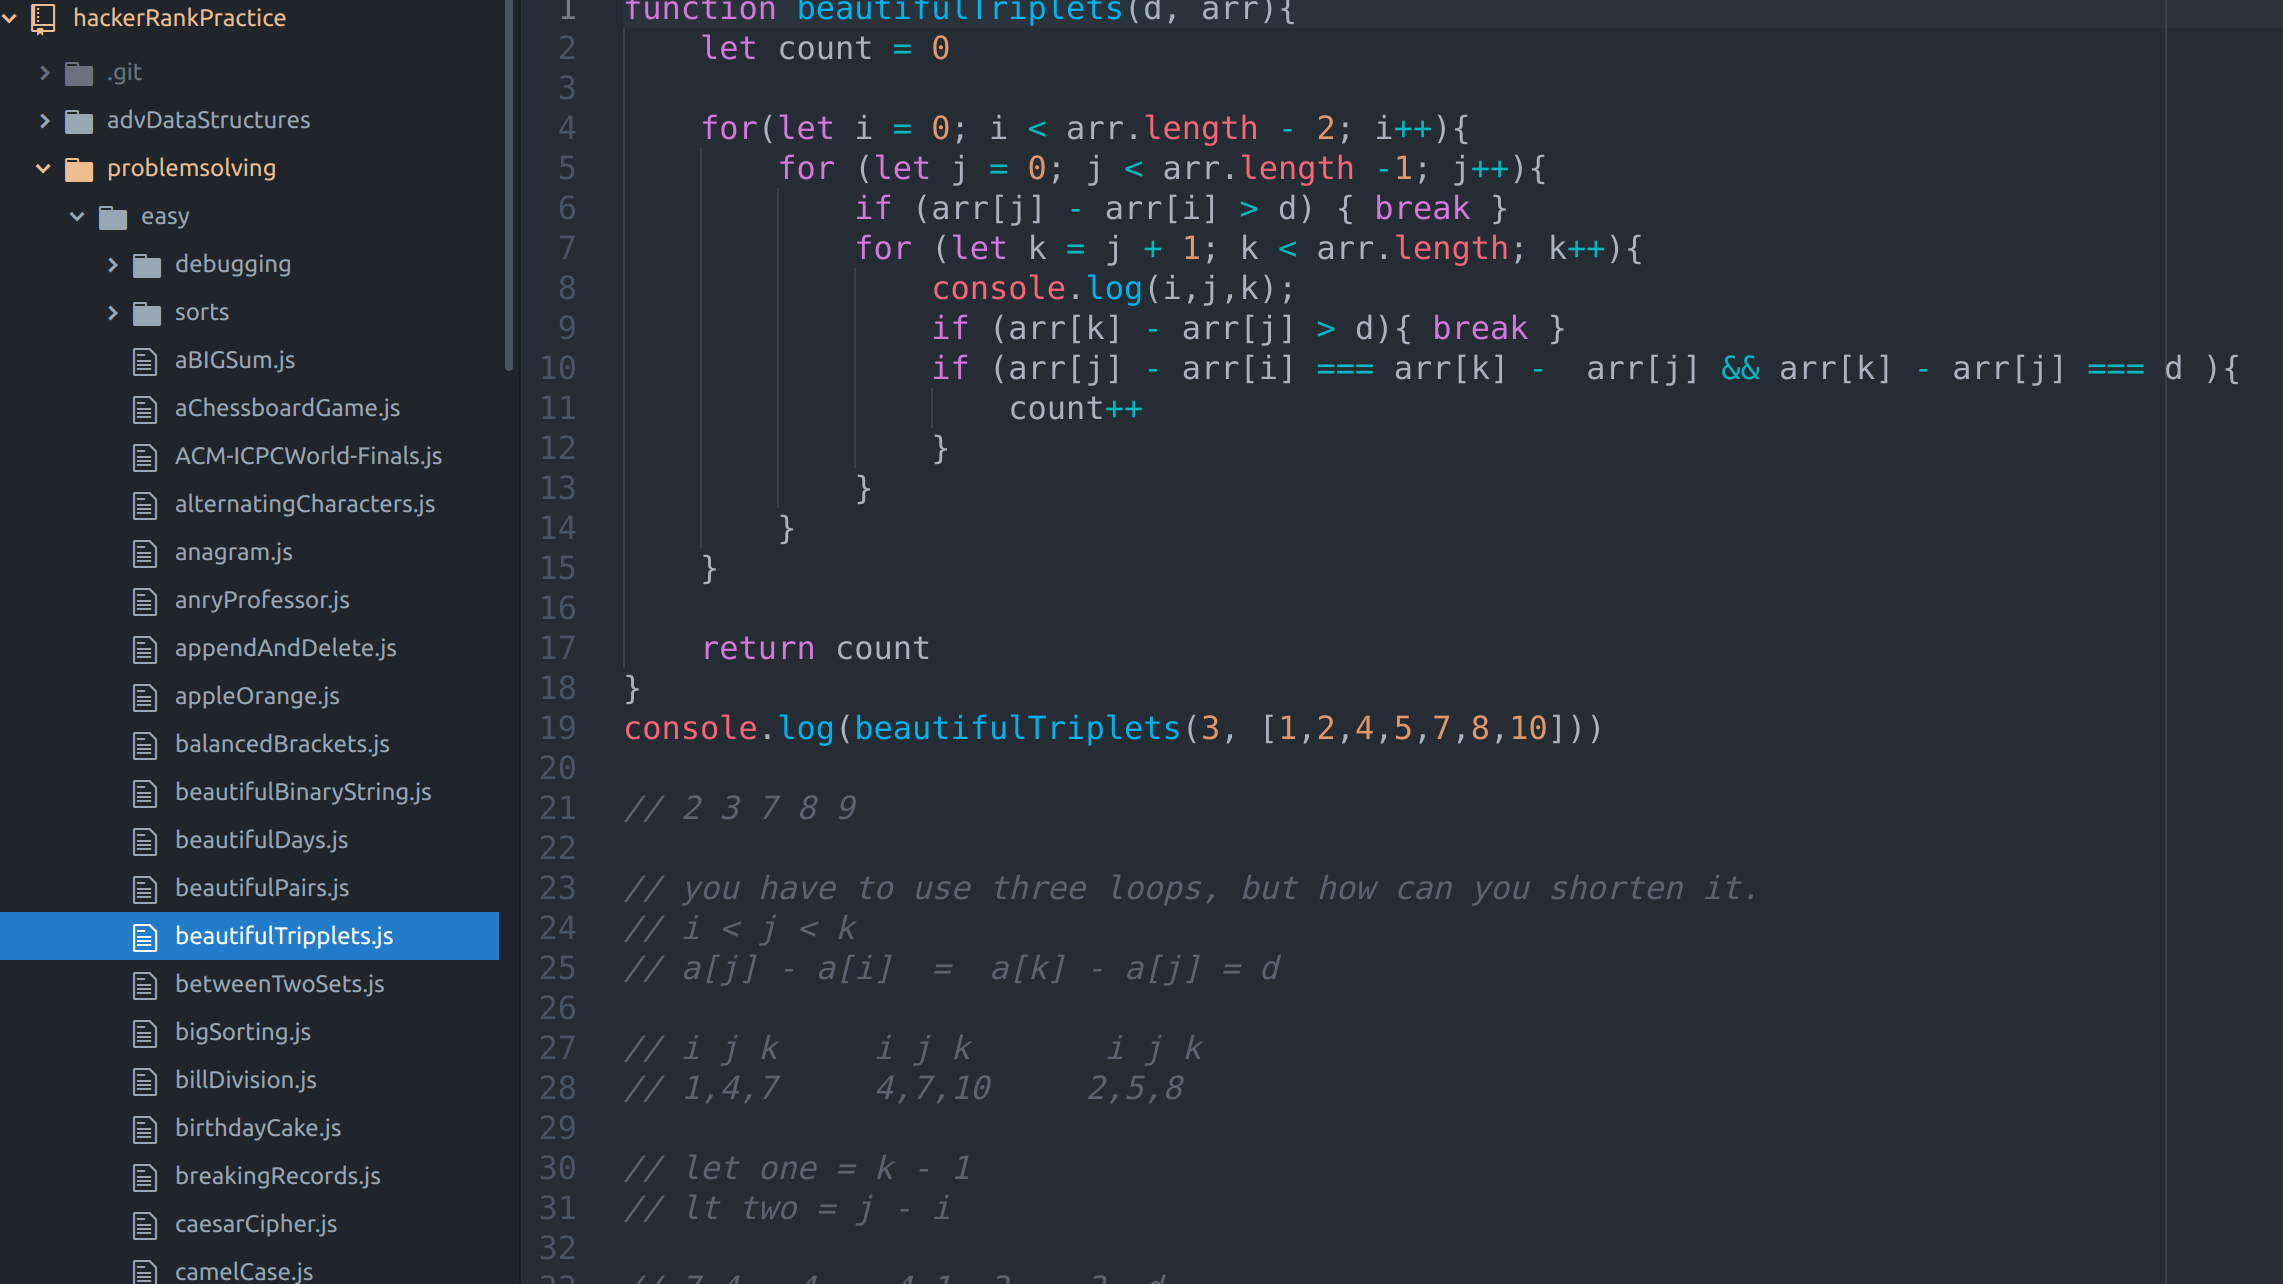 hackerRankPractice
.git
advDataStructures
problemsolving
easy
debugging
sorts
aBIGSum.js
aChessboardGame.js
ACM-ICPCWorld-Finals.js
alternatingCharacters.js
anagram.js
anryProfessor.js
appendAndDelete.js
appleOrange.js
balancedBrackets.js
beautifulBinaryString.js
beautifulDays.js
beautifulPairs.js
beautifulTripplets.js
betweenTwoSets.js
bigSorting.js
billDivision.js
birthdayCake.js
breakingRecords.js
caesarCipher.js
camelCase.js
1 function beautifulTriplets(d, arr){
2 let count = 0
3
4 for(let i = 0; i < arr.length - 2; i++){
5 for (let j = 0; j < arr.length -1; j++){
6 if (arr[j] - arr[i] > d) { break }
7 for (let k = j + 1; k < arr.length; k++){
8 console.log(i,j,k);
9 if (arr[k] - arr[j] > d){ break }
10 if (arr[j] - arr[i] === arr[k] -  arr[j] && arr[k] - arr[j] === d ){
11 count++
12 }
13 }
14 }
15 }
16
17 return count
18 }
19 console.log(beautifulTriplets(3, [1,2,4,5,7,8,10]))
20
21 // 2 3 7 8 9
22
23 // you have to use three loops, but how can you shorten it.
24 // i < j < k
25 // a[j] - a[i]  =  a[k] - a[j] = d
26
27 // i j k     i j k       i j k
28 // 1,4,7     4,7,10     2,5,8
29
30 // let one = k - 1
31 // lt two = j - i
32